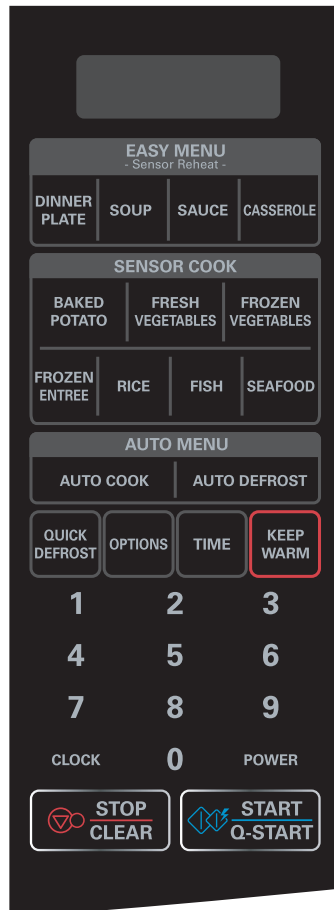 EASY MENU
- Sensor Reheat -
DINNER
PLATE
SOUP
SAUCE
CASSEROLE
SENSOR COOK
BAKED
POTATO
FRESH
VEGETABLES
FROZEN
VEGETABLES
FROZEN
ENTREE
RICE
FISH
SEAFOOD
AUTO MENU
AUTO COOK
AUTO DEFROST
QUICK
DEFROST
OPTIONS
TIME
KEEP
WARM
1 2 3
4 5 6
7 8 9
CLOCK 0 POWER
STOP
CLEAR
START
Q-START